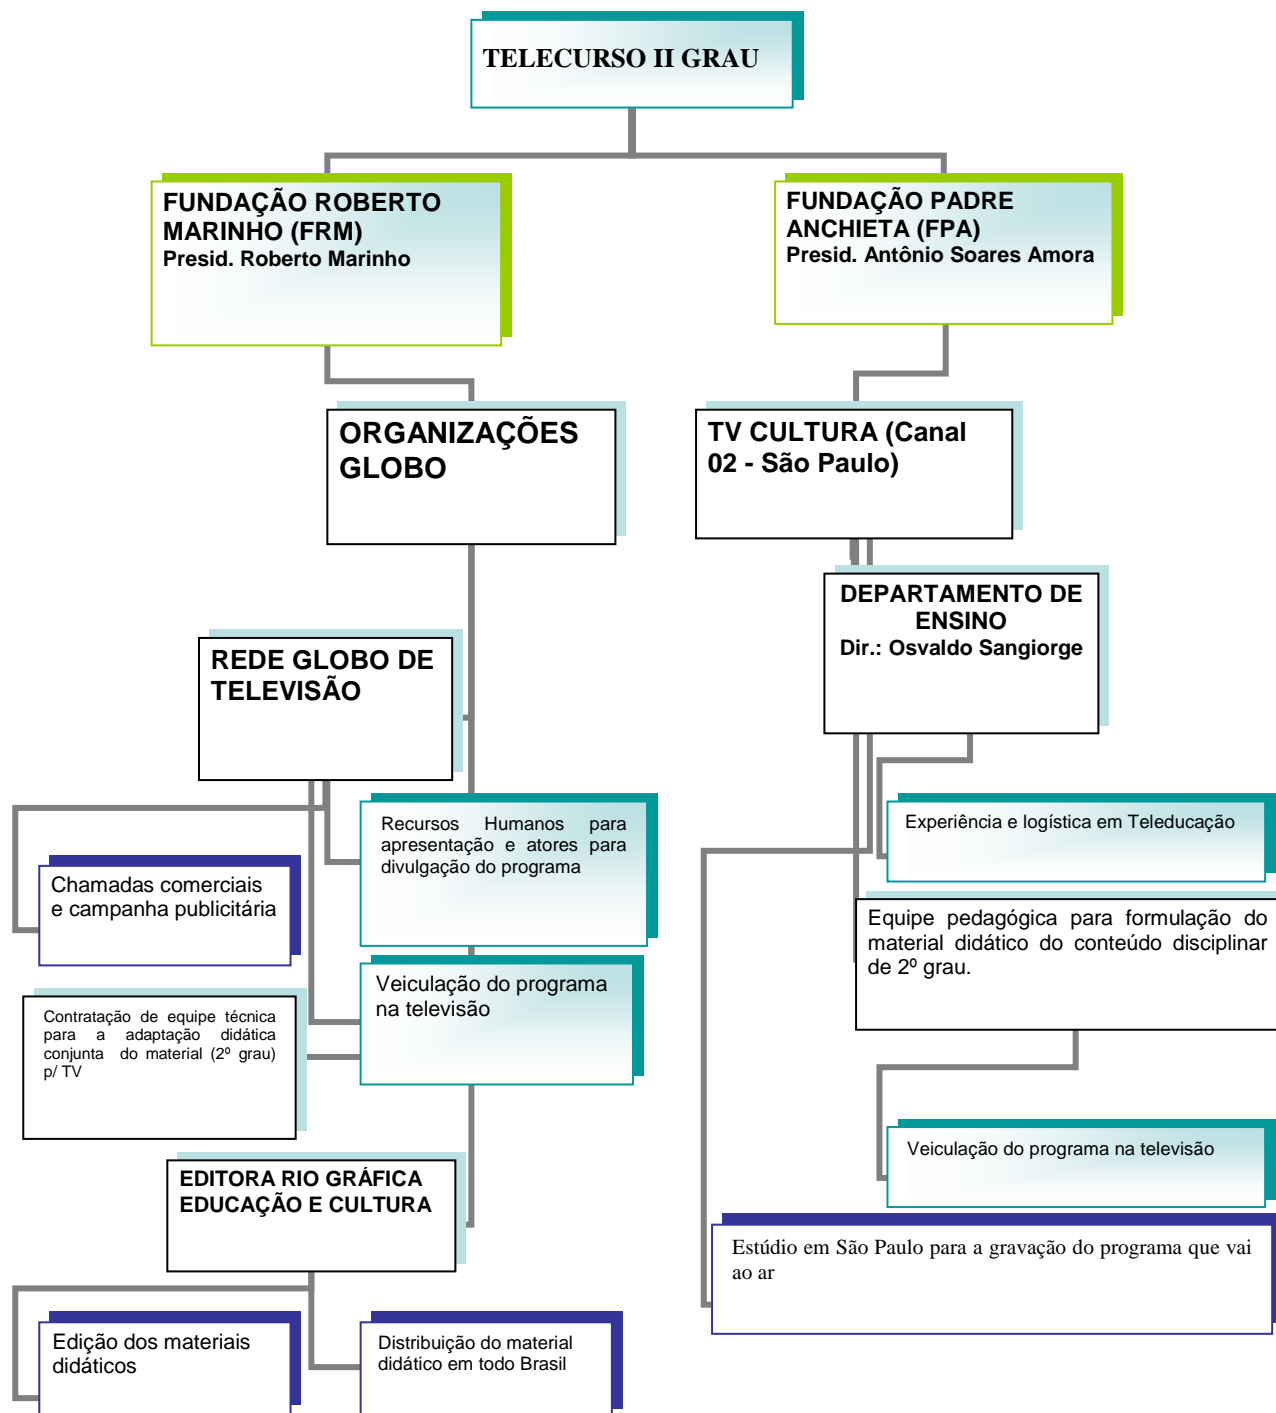 TELECURSO II GRAU
FUNDAÇÃO ROBERTO
MARINHO (FRM)
Presid. Roberto Marinho
FUNDAÇÃO PADRE
ANCHIETA (FPA)
Presid. Antônio Soares Amora
ORGANIZAÇÕES
GLOBO
TV CULTURA (Canal
02 - São Paulo)
DEPARTAMENTO DE
ENSINO
Dir.: Osvaldo Sangiorge
REDE GLOBO DE
TELEVISÃO
Recursos Humanos para
apresentação e atores para
divulgação do programa
Experiência e logística em Teleducação
Chamadas comerciais
e campanha publicitária
Equipe pedagógica para formulação do
material didático do conteúdo disciplinar
de 2º grau.
Veiculação do programa
na televisão
Contratação de equipe técnica
para a adaptação didática
conjunta do material (2º grau)
p/ TV
Veiculação do programa na televisão
EDITORA RIO GRÁFICA
EDUCAÇÃO E CULTURA
Estúdio em São Paulo para a gravação do programa que vai
ao ar
Edição dos materiais
didáticos
Distribuição do material
didático em todo Brasil